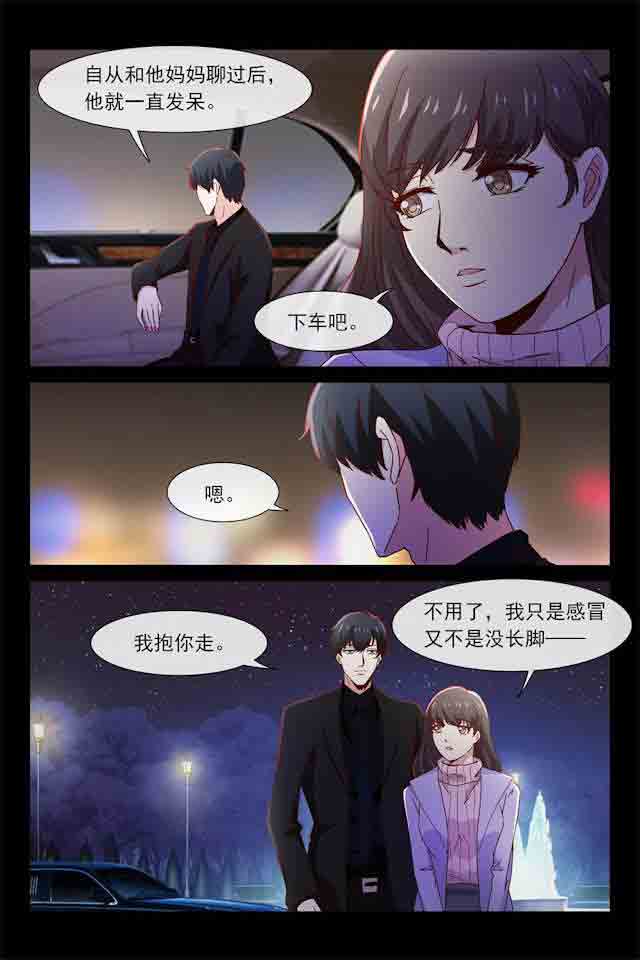 自从和他妈妈聊过后，
他就一直发呆。
下车吧。
嗯。
我抱你走。
不用了，我只是感冒
又不是没长脚——